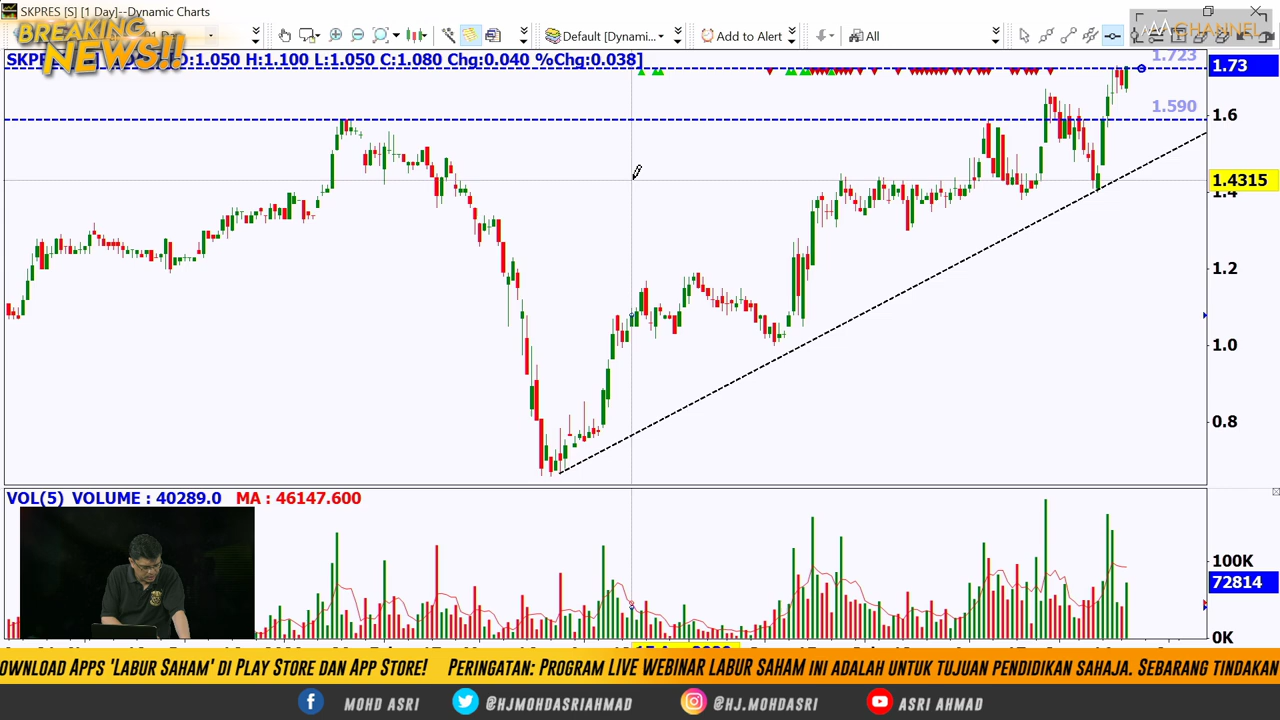 SKPRES [S] [1 Day]--Dynamic Charts
BREAKING
NEWS!!
Default [Dynami...
Add to Alert
All
CHANNEL
SKPE
O:1.050 H:1.100 L:1.050 C:1.080 Chg:0.040 %Chg:0.038]
1.723
1.73
1.590
1.6
1.4315
1.4
1.2
1.0
0.8
VOL(5) VOLUME : 40289.0 MA : 46147.600
100K
72814
0K
OWNLOAD APPS 'LABUR SAHAM' DI PLAY STORE DAN APP STORE! PERINGATAN: PROGRAM LIVE WEBINAR LABUR SAHAM INI ADALAH UNTUK TUJUAN PENDIDIKAN SAHAJA. SEBARANG TINDAKAN
MOHD ASRI
@HJMOHDASRIAHMAD
@HJ.MOHDASRI
ASRI AHMAD